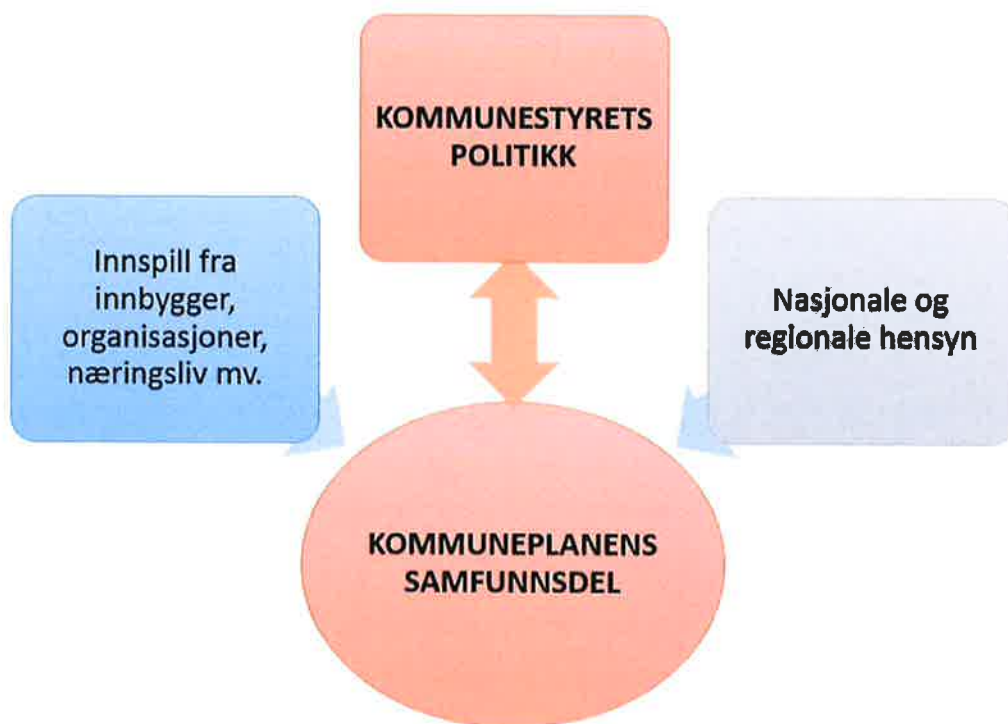 KOMMUNESTYRETS
POLITIKK
Innspill fra
innbygger,
organisasjoner,
næringsliv mv.
Nasjonale og
regionale hensyn
KOMMUNEPLANENS
SAMFUNNSDEL